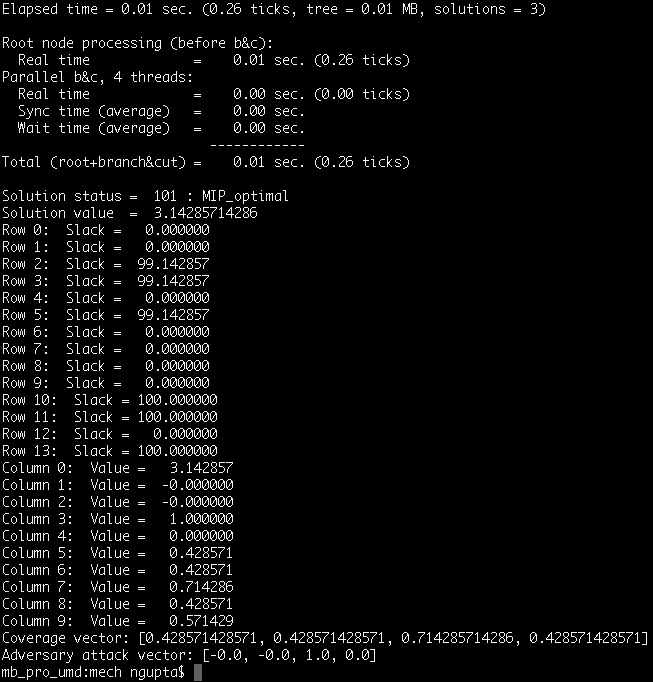 Elapsed time = 0.01 sec. (0.26 ticks, tree = 0.01 MB, solutions = 3)
Root node processing (before b&c):
  Real time             =    0.01 sec. (0.26 ticks)
Parallel b&c, 4 threads:
  Real time             =    0.00 sec. (0.00 ticks)
  Sync time (average)   =    0.00 sec.
  Wait time (average)   =    0.00 sec.
                          ------------
Total (root+branch&cut) =    0.01 sec. (0.26 ticks)
Solution status =  101 : MIP_optimal
Solution value  =  3.14285714286
Row 0:  Slack =   0.000000
Row 1:  Slack =   0.000000
Row 2:  Slack =  99.142857
Row 3:  Slack =  99.142857
Row 4:  Slack =   0.000000
Row 5:  Slack =  99.142857
Row 6:  Slack =   0.000000
Row 7:  Slack =   0.000000
Row 8:  Slack =   0.000000
Row 9:  Slack =   0.000000
Row 10:  Slack = 100.000000
Row 11:  Slack = 100.000000
Row 12:  Slack =   0.000000
Row 13:  Slack = 100.000000
Column 0:  Value =   3.142857
Column 1:  Value =  -0.000000
Column 2:  Value =  -0.000000
Column 3:  Value =   1.000000
Column 4:  Value =   0.000000
Column 5:  Value =   0.428571
Column 6:  Value =   0.428571
Column 7:  Value =   0.714286
Column 8:  Value =   0.428571
Column 9:  Value =   0.571429
Coverage vector: [0.428571428571, 0.428571428571, 0.714285714286, 0.428571428571]
Adversary attack vector: [-0.0, -0.0, 1.0, 0.0]
mb_pro_umd:mech ngupta$